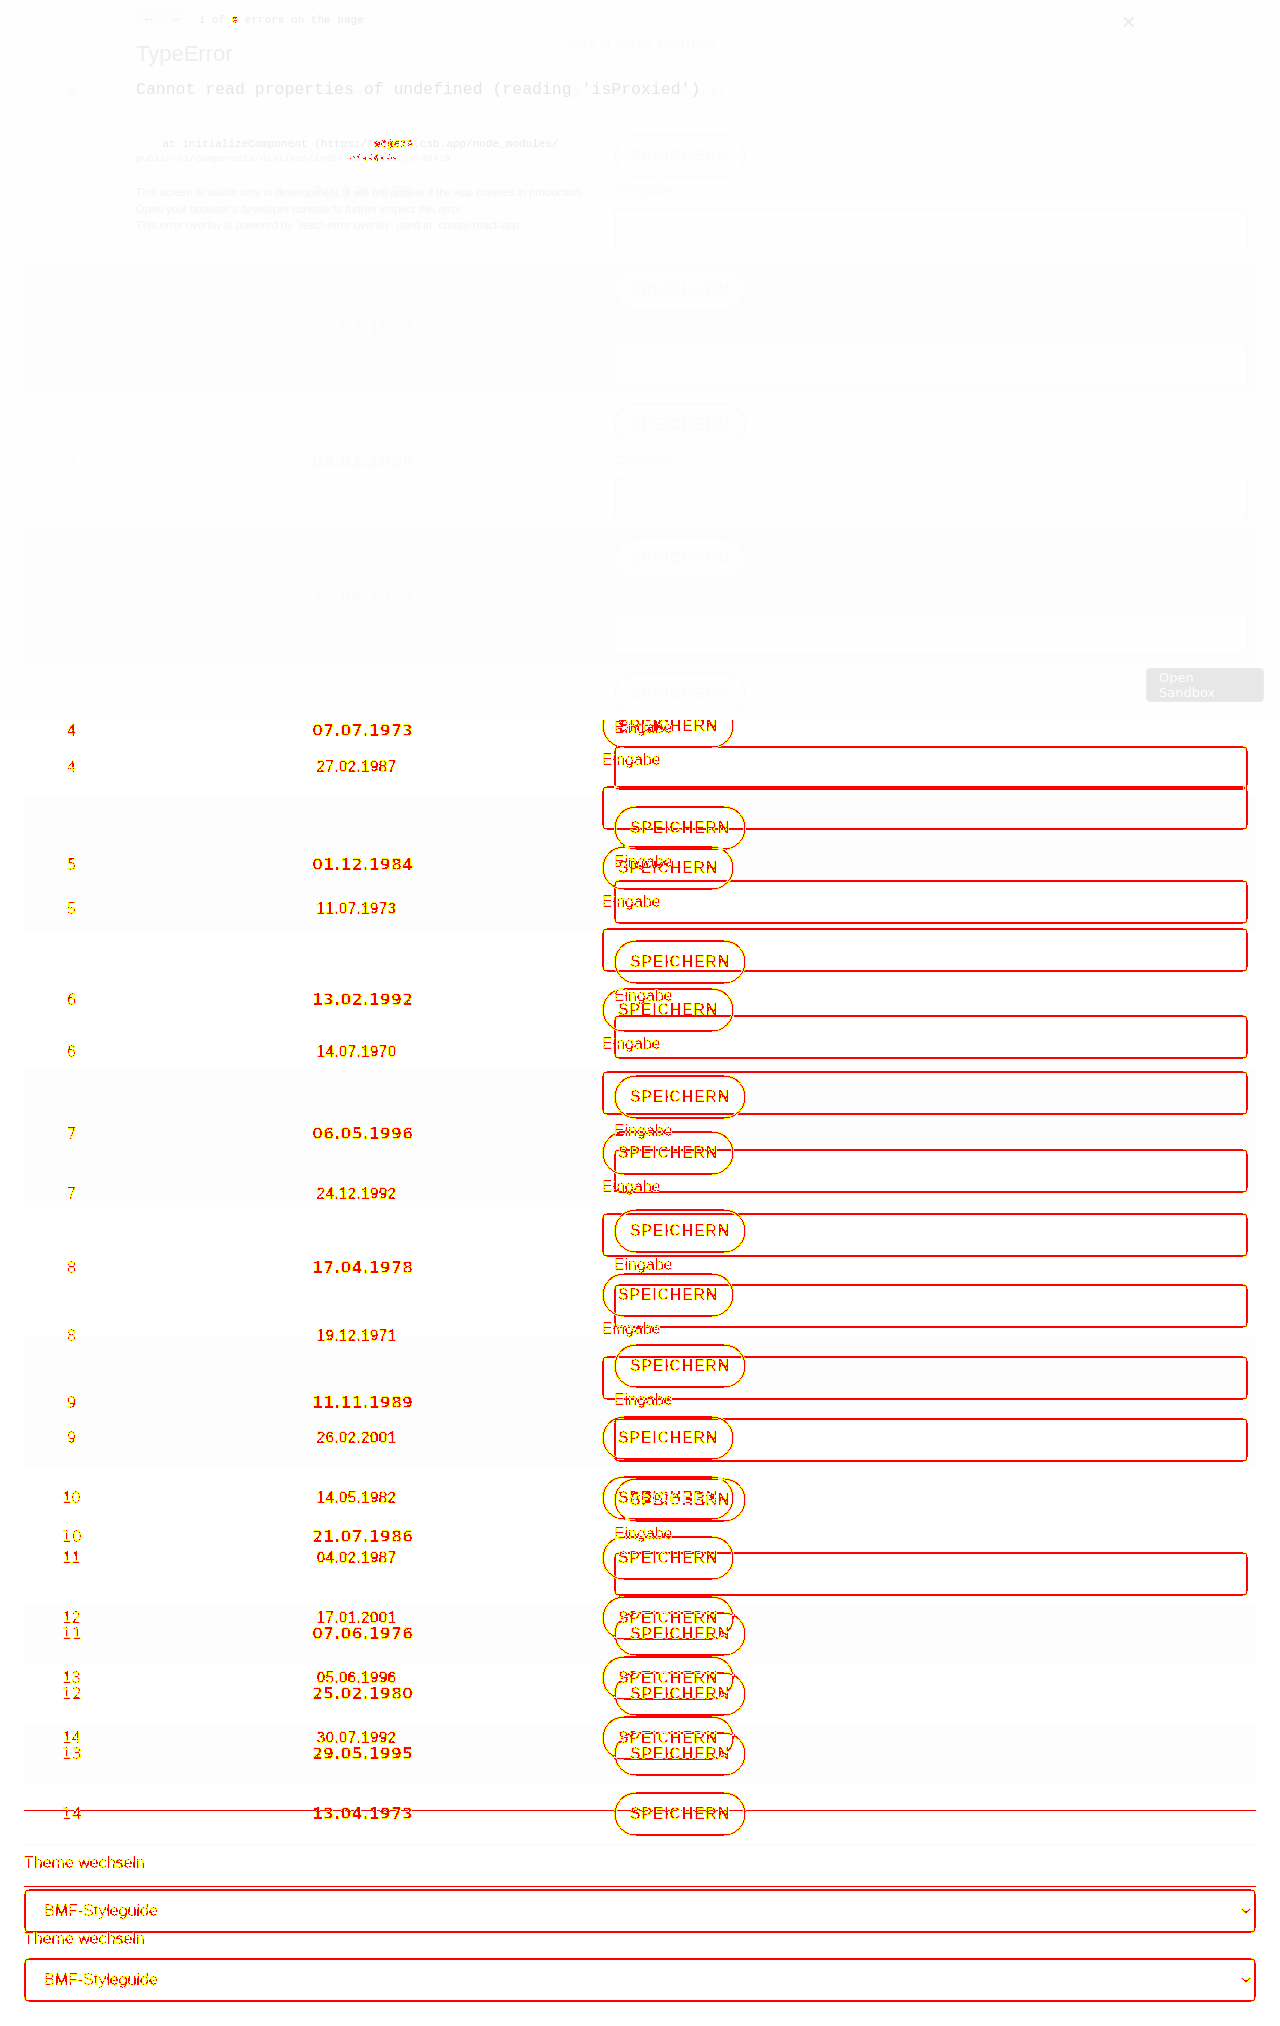 ← → 1 of errors on the page ×
TypeError
Cannot read properties of undefined (reading 'isProxied')
at initializeComponent [https:// .csb.app/node_modules/
This screen is visible only in development. It will not appear if the app crashes in production.
Open your browser's developer console to further inspect this error.
This error overlay is powered by `react-error-overlay` used in `create-react-app`.
SPEICHERN
SPEICHERN
SPEICHERN
Eingabe
SPEICHERN
SPEICHERN
Open
Sandbox
4 07.07.1973 SPEICHERN
Eingabe
4 27.02.1987 Eingabe
SPEICHERN
5 01.12.1984 Eingabe
SPEICHERN
5 11.07.1973 Eingabe
SPEICHERN
6 13.02.1992 Eingabe
SPEICHERN
6 14.07.1970 Eingabe
SPEICHERN
7 06.05.1996 Eingabe
SPEICHERN
7 24.12.1992 Eingabe
SPEICHERN
8 17.04.1978 Eingabe
SPEICHERN
8 19.12.1971 Eingabe
SPEICHERN
9 11.11.1989 Eingabe
9 26.02.2001 SPEICHERN
10 14.05.1982 SPEICHERN
SPEICHERN
10 21.07.1986 Eingabe
11 04.02.1987 SPEICHERN
12 17.01.2001 SPEICHERN
11 07.06.1976 SPEICHERN
13 05.06.1996 SPEICHERN
12 25.02.1980 SPEICHERN
14 30.07.1992 SPEICHERN
13 29.05.1995 SPEICHERN
14 13.04.1973 SPEICHERN
Theme wechseln
BMF-Styleguide
Theme wechseln
BMF-Styleguide